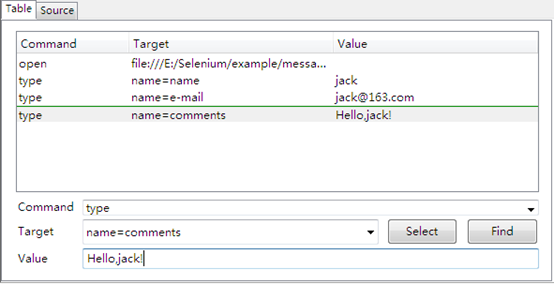 Table Source
Command Target Value
open file:///E:/Selenium/example/messa...
type name=name jack
type name=e-mail jack@163.com
type name=comments Hello,jack!
Command type
Target name=comments Select Find
Value Hello,jack!